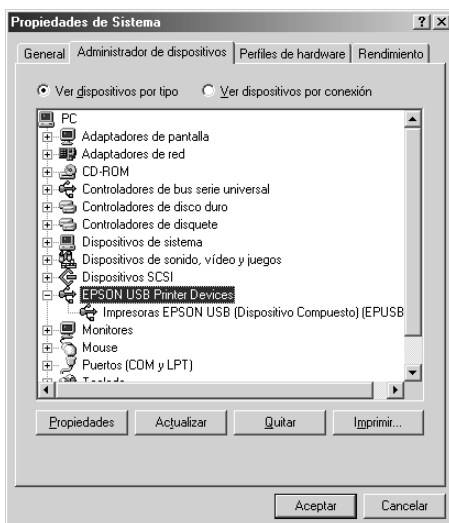 Propiedades de Sistema
General Administrador de dispositivos Perfiles de hardware Rendimiento
Ver dispositivos por tipo Ver dispositivos por conexión
PC
Adaptadores de pantalla
Adaptadores de red
CD-ROM
Controladores de bus serie universal
Controladores de disco duro
Controladores de disquete
Dispositivos de sistema
Dispositivos de sonido, vídeo y juegos
Dispositivos SCSI
EPSON USB Printer Devices
Impresoras EPSON USB (Dispositivo Compuesto) (EPUSB
Monitores
Mouse
Puertos (COM y LPT)
Propiedades Actualizar Quitar Imprimir...
Aceptar Cancelar